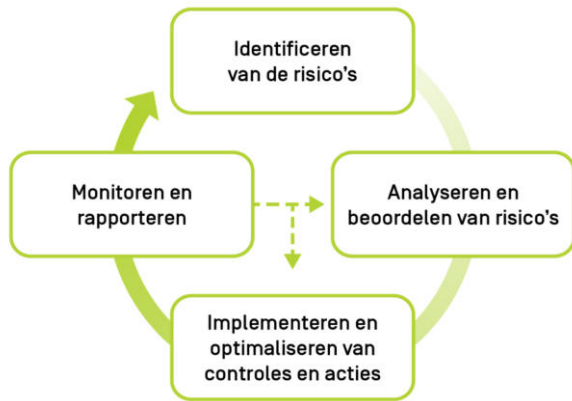 Identificeren
van de risico's
Monitoren en
rapporteren
Analyseren en
beoordelen van risico's
Implementeren en
optimaliseren van
controles en acties